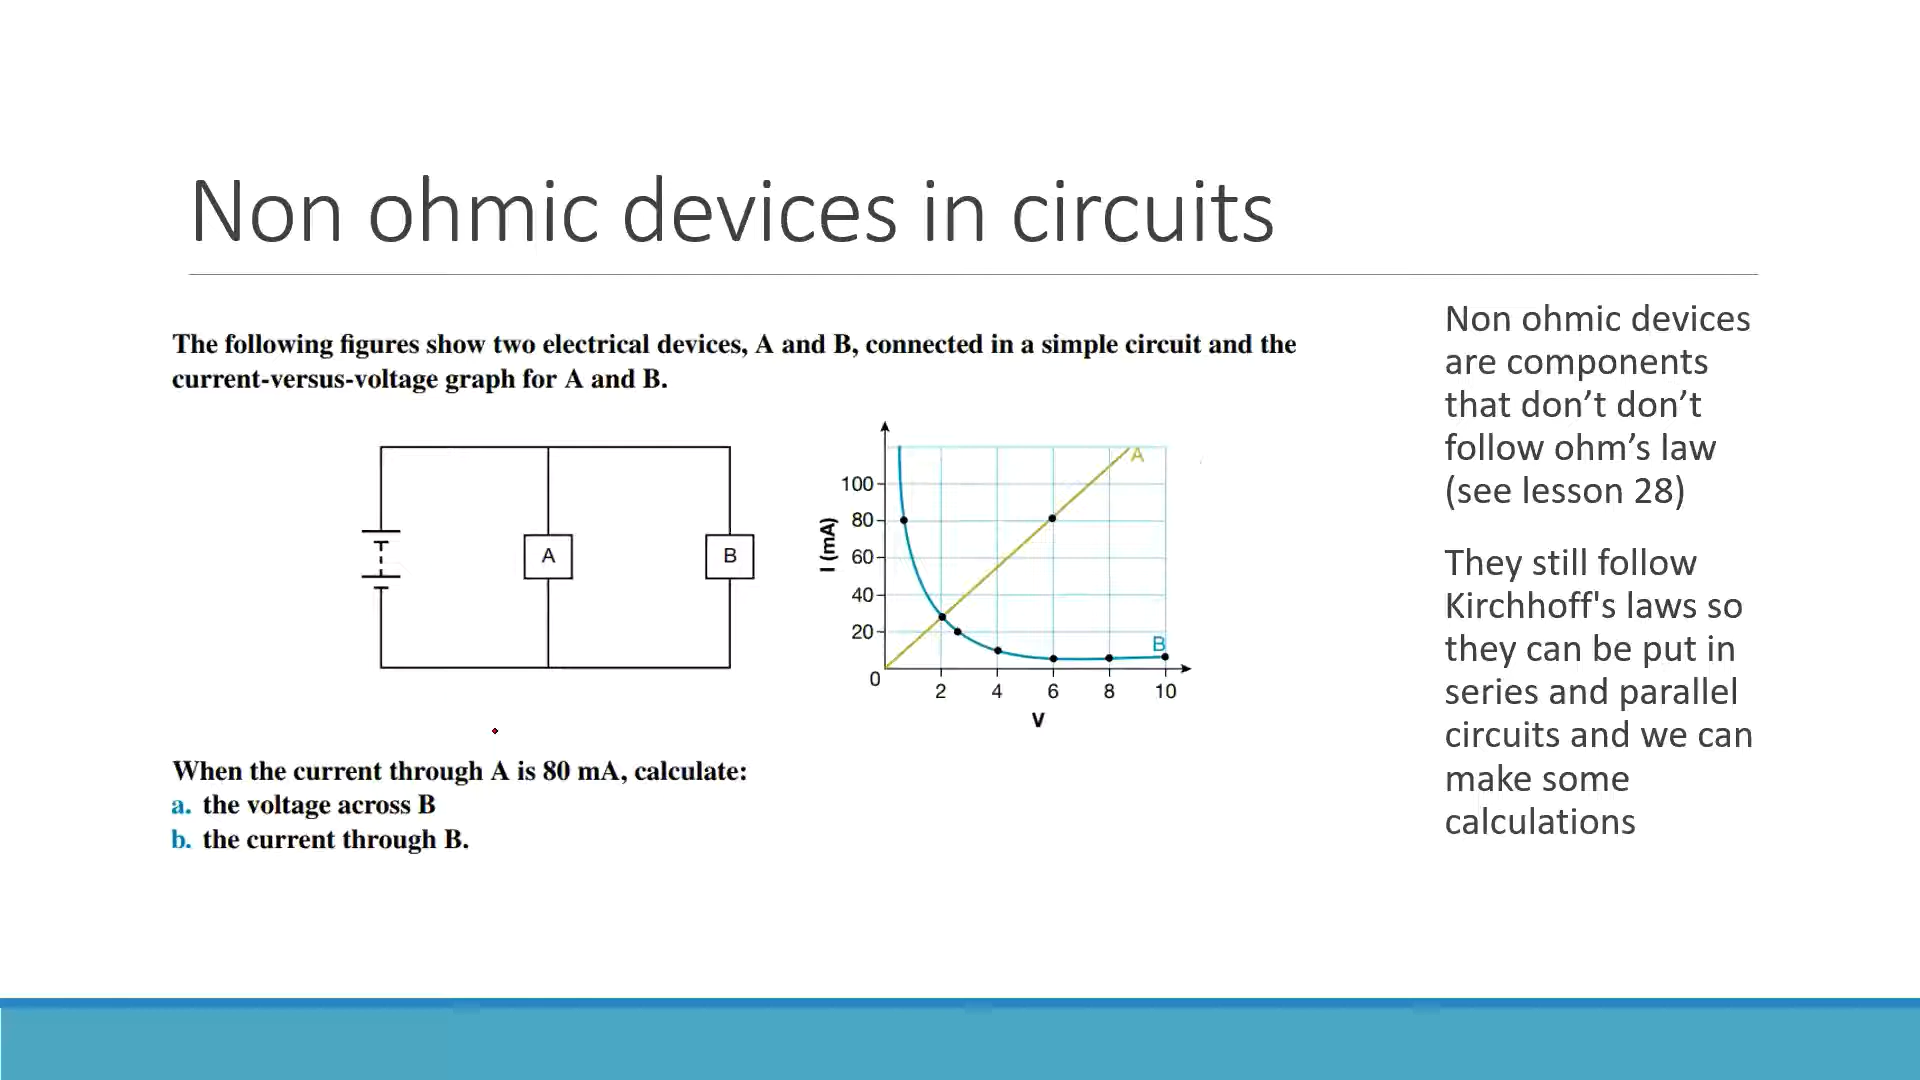 Non ohmic devices in circuits
The following figures show two electrical devices, A and B, connected in a simple circuit and the
current-versus-voltage graph for A and B.
A
B
I (mA)
100
80
60
40
20
0
2
4
6
8
10
V
A
B
When the current through A is 80 mA, calculate:
a. the voltage across B
b. the current through B.
Non ohmic devices
are components
that don’t don’t
follow ohm’s law
(see lesson 28)
They still follow
Kirchhoff's laws so
they can be put in
series and parallel
circuits and we can
make some
calculations